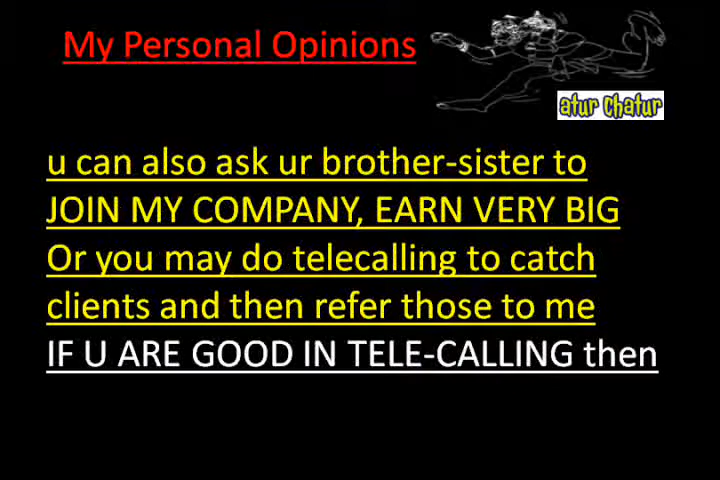 My Personal Opinions
atur chatur
u can also ask ur brother-sister to
JOIN MY COMPANY, EARN VERY BIG
Or you may do telecalling to catch
clients and then refer those to me
IF U ARE GOOD IN TELE-CALLING then